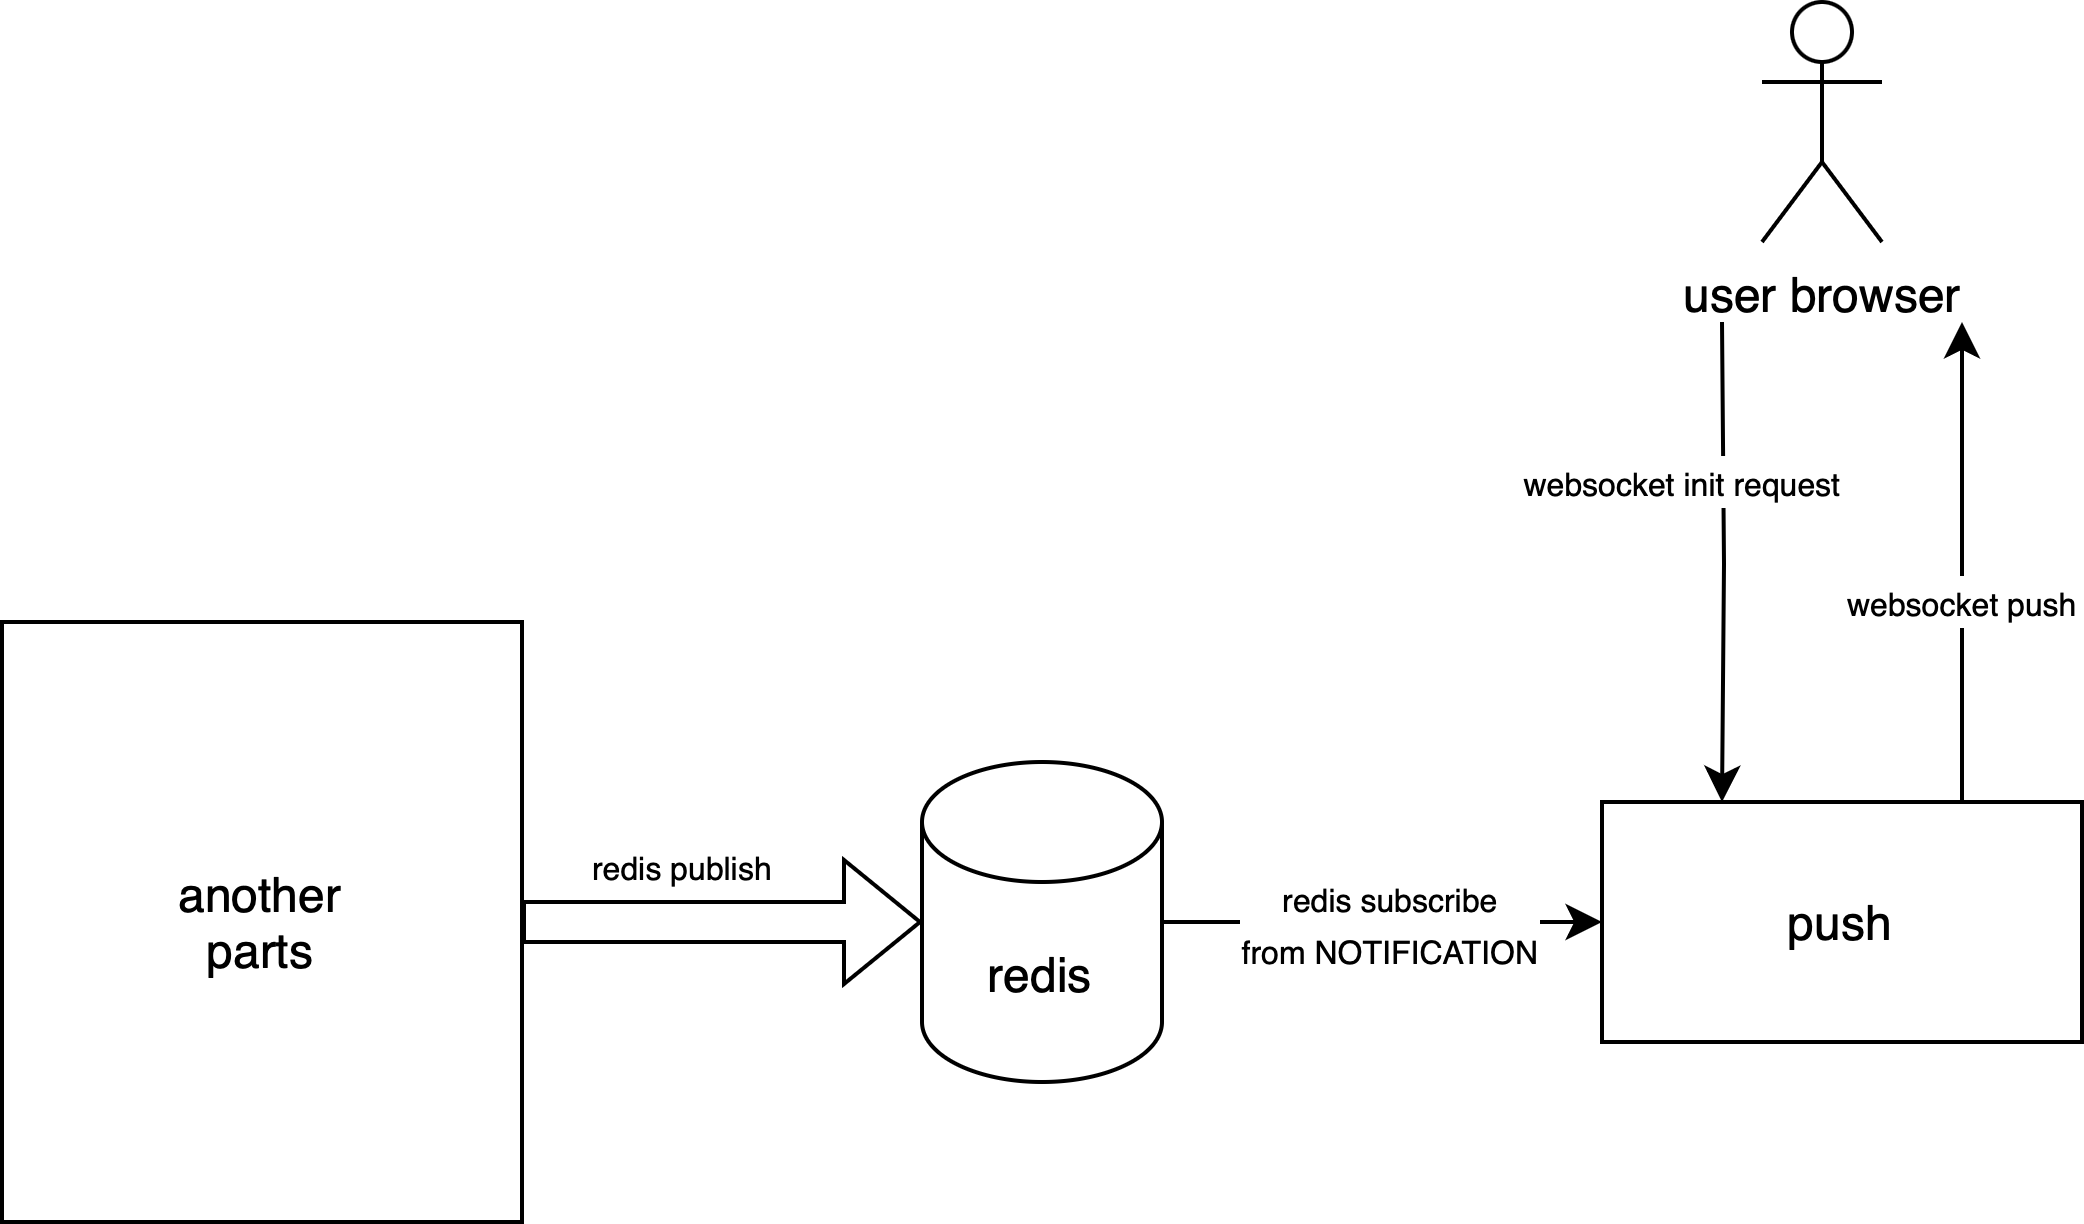 user browser
websocket init request
websocket push
another
parts
redis publish
redis
redis subscribe
from NOTIFICATION
push